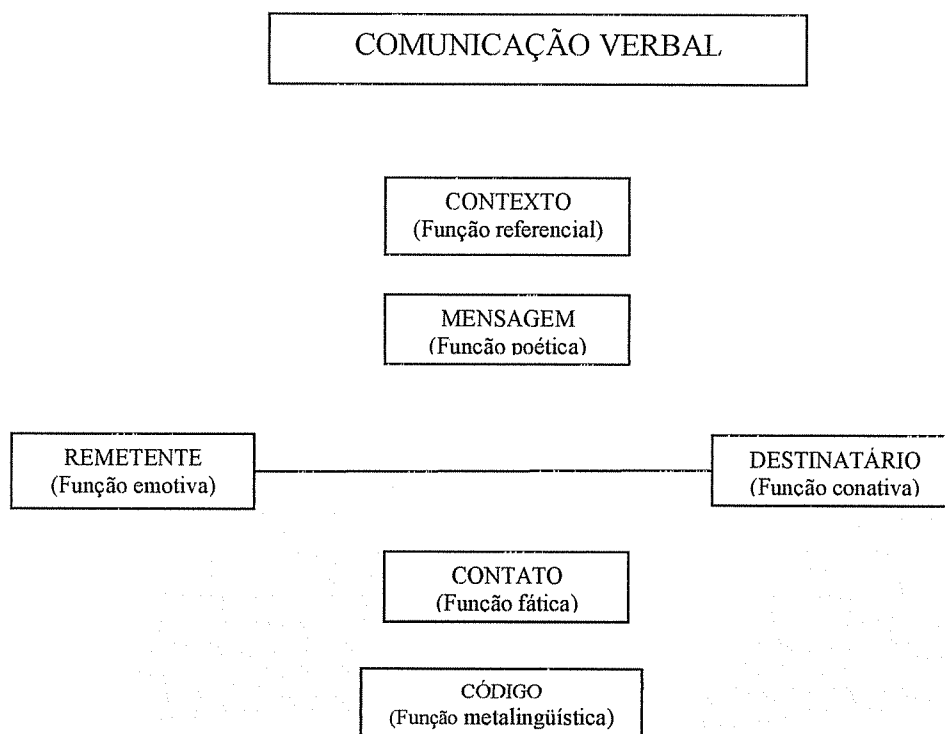 COMUNICAÇÃO VERBAL
CONTEXTO
(Função referencial)
MENSAGEM
(Função poética)
REMETENTE
(Função emotiva)
DESTINATÁRIO
(Função conativa)
CONTATO
(Função fática)
CÓDIGO
(Função metalingüística)